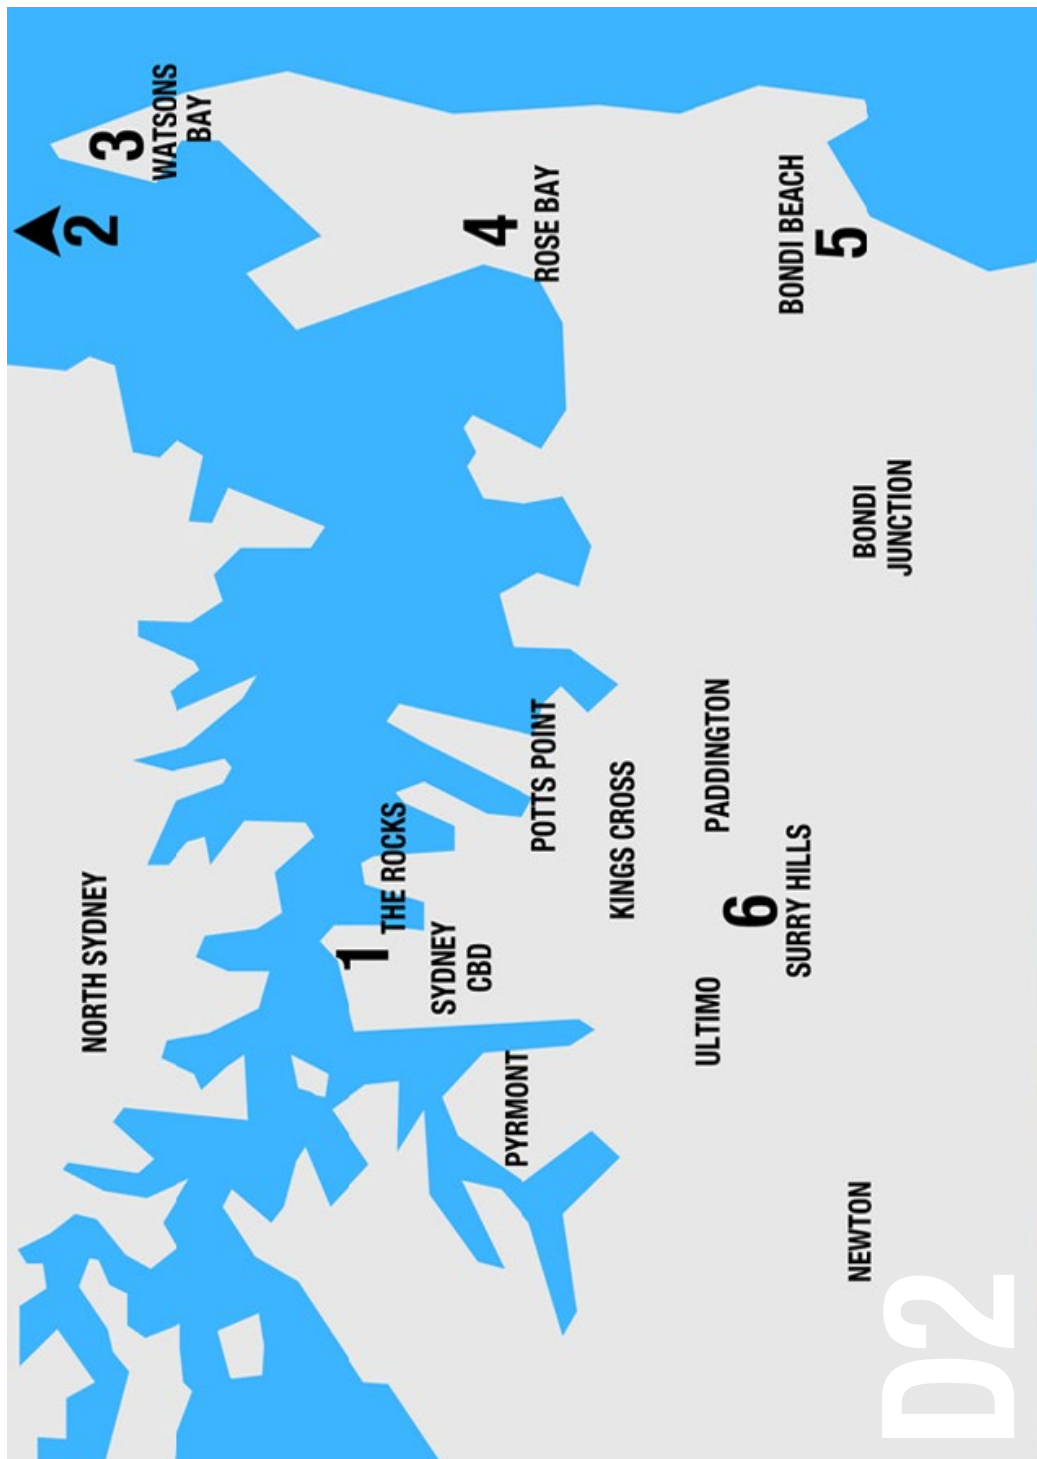 NORTH SYDNEY
2
3
WATSONS
BAY
1
THE ROCKS
SYDNEY
CBD
4
PYRMONT
POTTS POINT
ROSE BAY
KINGS CROSS
ULTIMO
PADDINGTON
6
SURRY HILLS
BONDI BEACH
5
NEWTON
BONDI
JUNCTION
D2